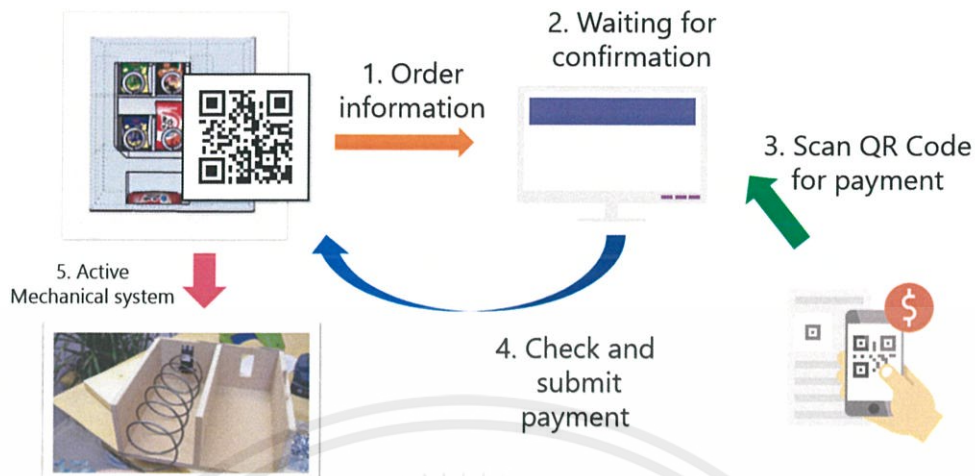 1. Order
information
2. Waiting for
confirmation
3. Scan QR Code
for payment
4. Check and
submit
payment
5. Active
Mechanical system
$